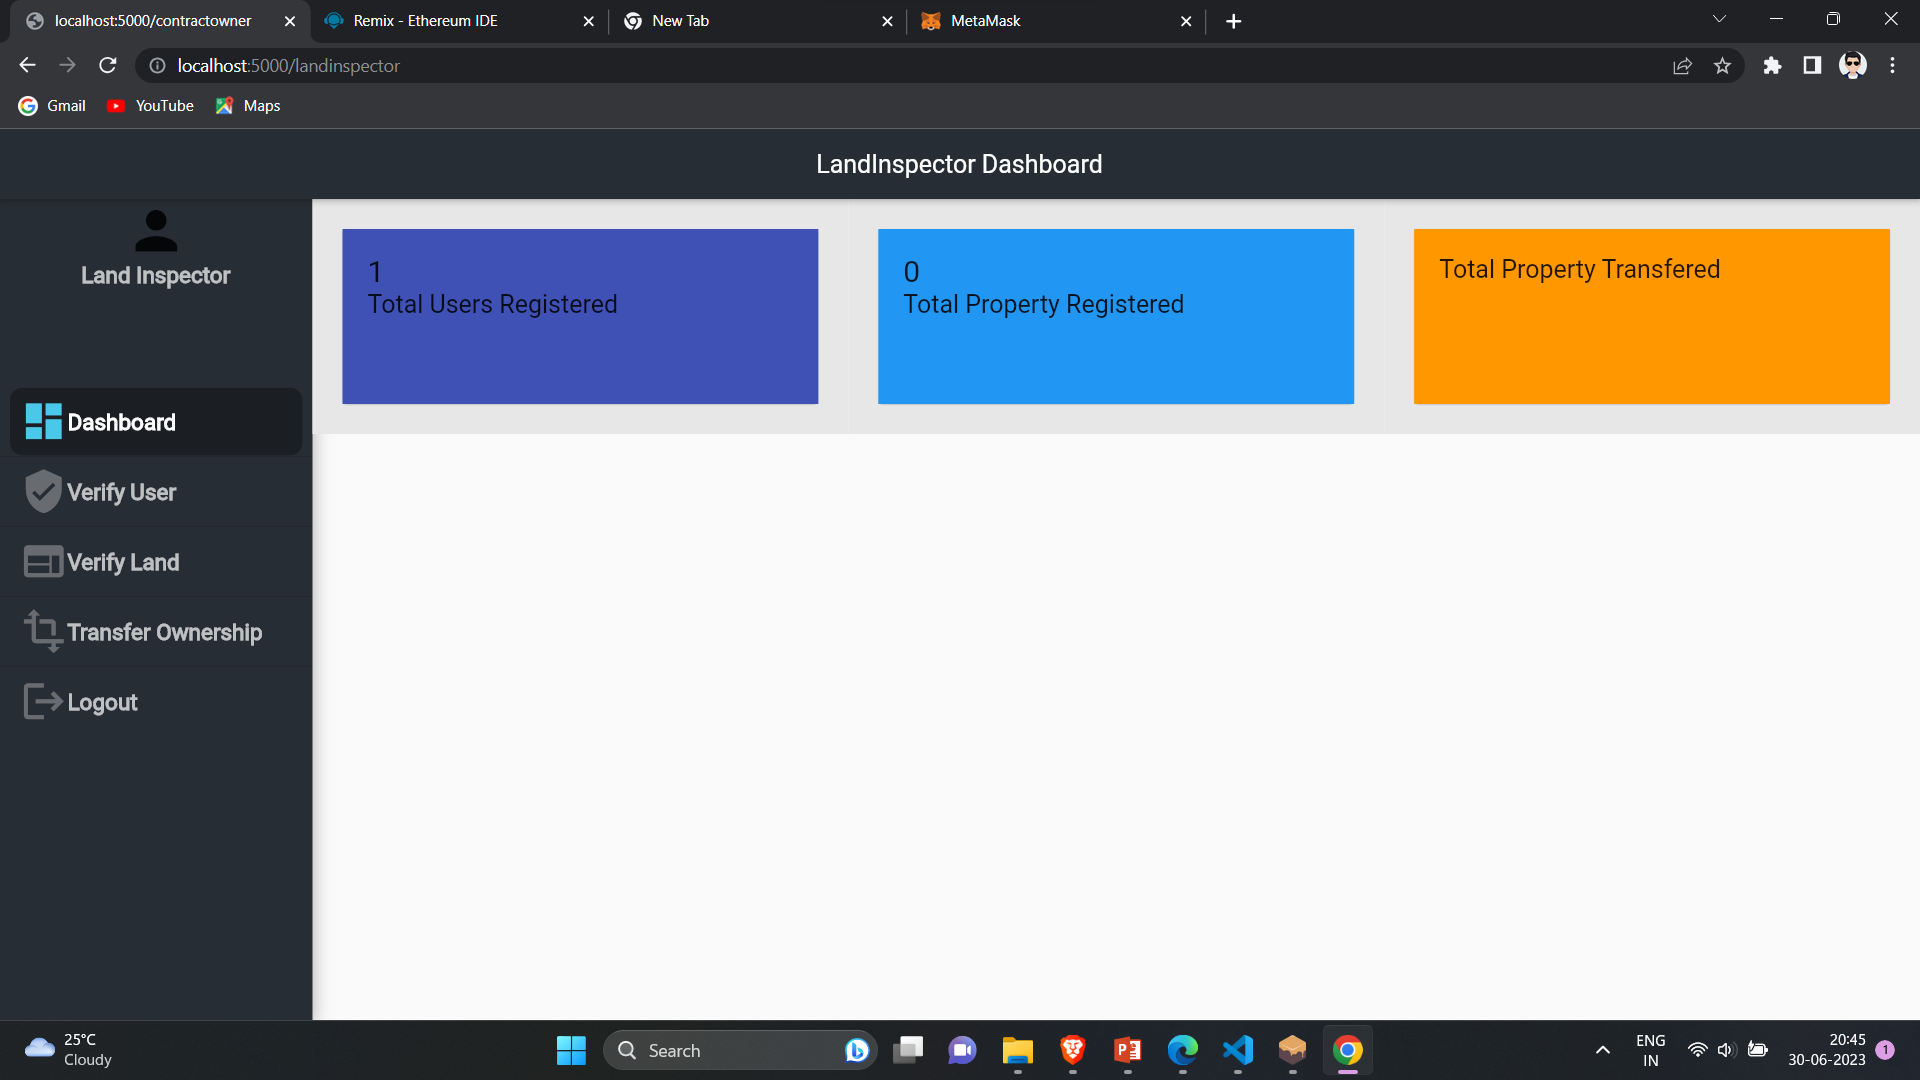 localhost:5000/contractowner
Remix - Ethereum IDE
New Tab
MetaMask
localhost:5000/landinspector
Gmail
YouTube
Maps
LandInspector Dashboard
Land Inspector
Dashboard
Verify User
Verify Land
Transfer Ownership
Logout
1
Total Users Registered
0
Total Property Registered
Total Property Transfered
25°C
Cloudy
Search
ENG
IN
20:45
30-06-2023
1